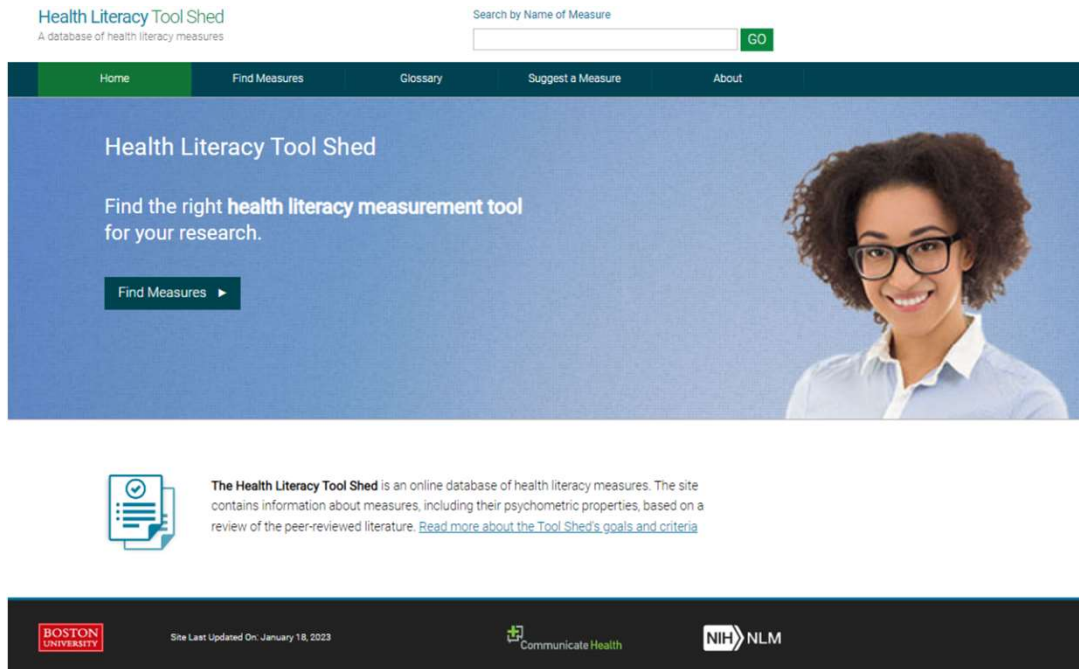 Health Literacy Tool Shed
A database of health literacy measures
Search by Name of Measure
GO
Home Find Measures Glossary Suggest a Measure About
Health Literacy Tool Shed
Find the right health literacy measurement tool
for your research.
Find Measures ►
The Health Literacy Tool Shed is an online database of health literacy measures. The site
contains information about measures, including their psychometric properties, based on a
review of the peer-reviewed literature. Read more about the Tool Shed's goals and criteria
BOSTON
UNIVERSITY
Site Last Updated On: January 18, 2023
Communicate Health
NIH NLM